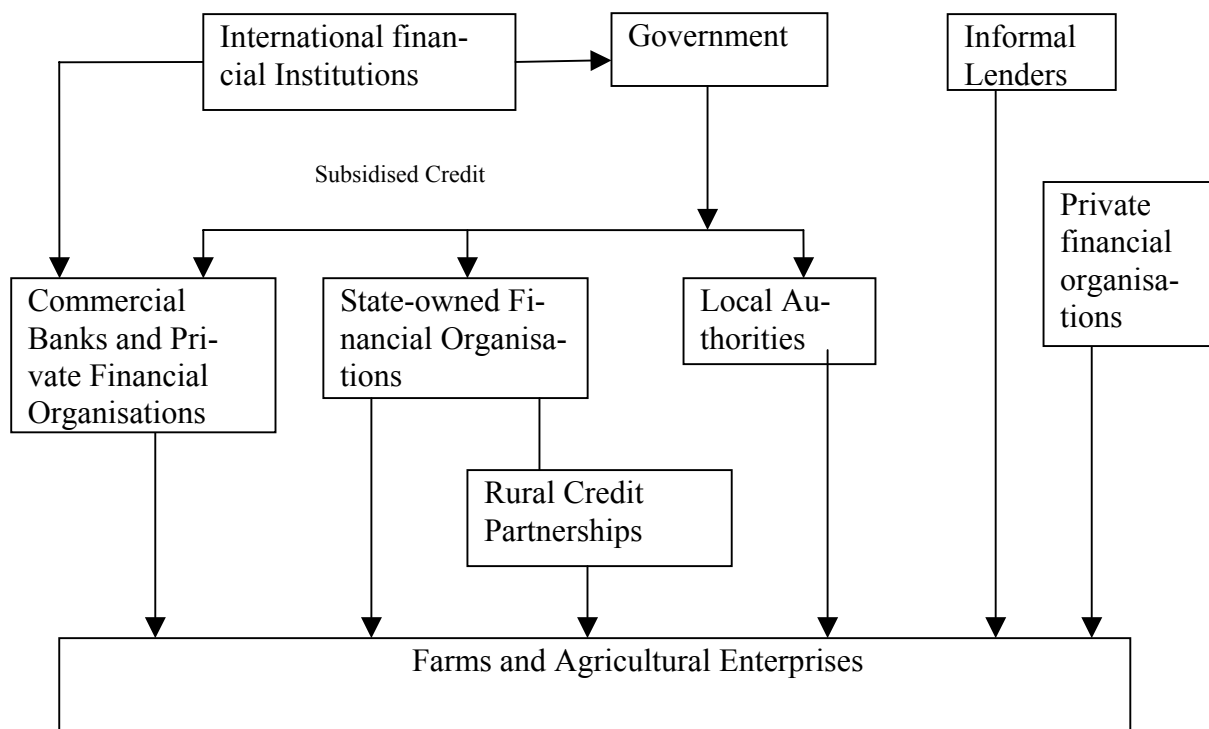 International finan-
cial Institutions
Government
Informal
Lenders
Subsidised Credit
Private
financial
organisa-
tions
Commercial
Banks and Pri-
vate Financial
Organisations
State-owned Fi-
nancial Organisa-
tions
Local Au-
thorities
Rural Credit
Partnerships
Farms and Agricultural Enterprises